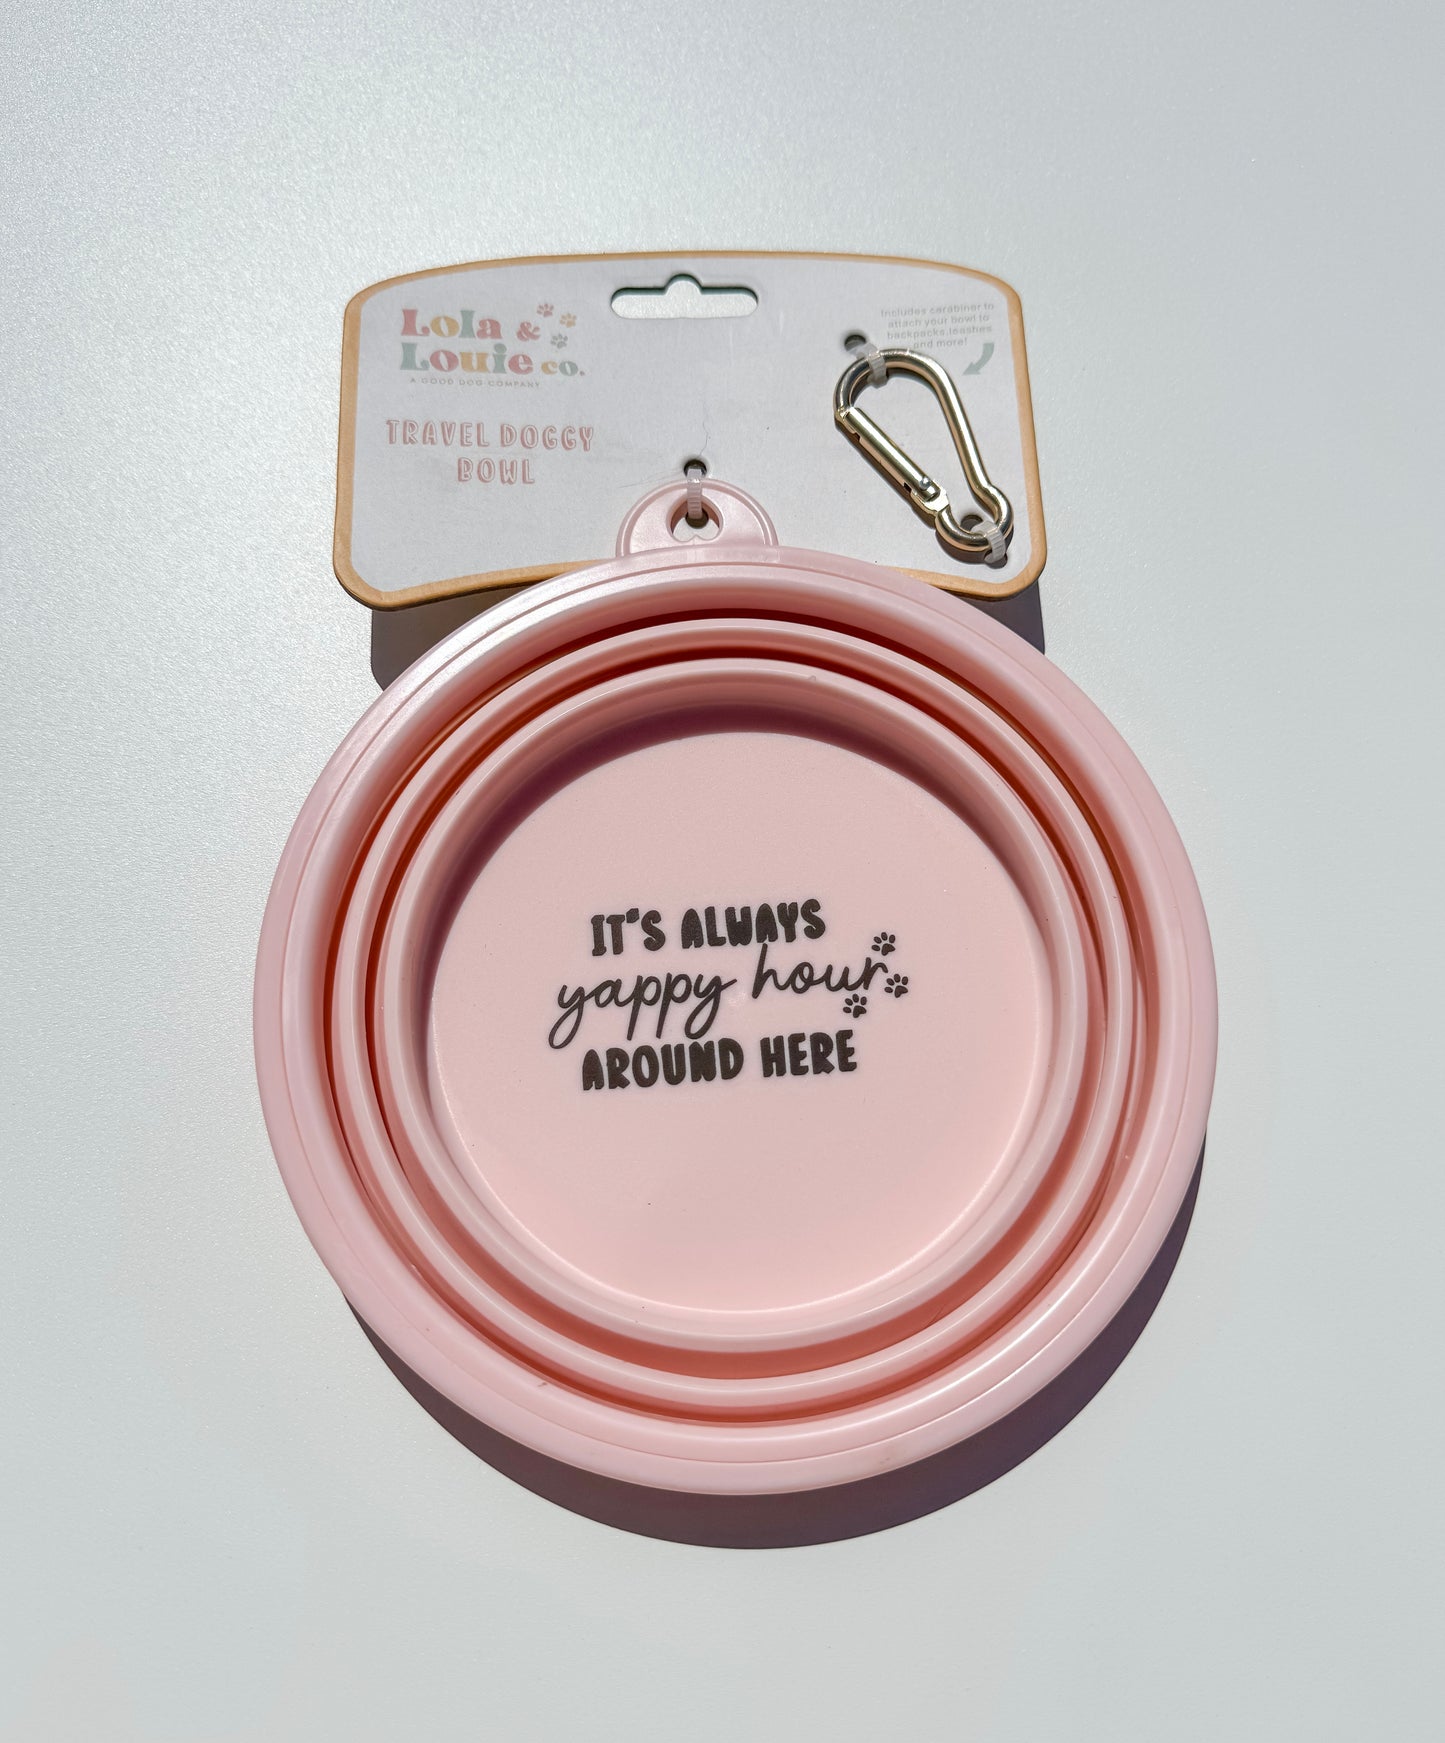 Lola &
Louie co.
A GOOD DOG COMPANY
TRAVEL DOGGY
BOWL
Includes carabiner to
attach your bowl to
backpacks, leashes
and more!
IT'S ALWAYS
yappy hour
AROUND HERE